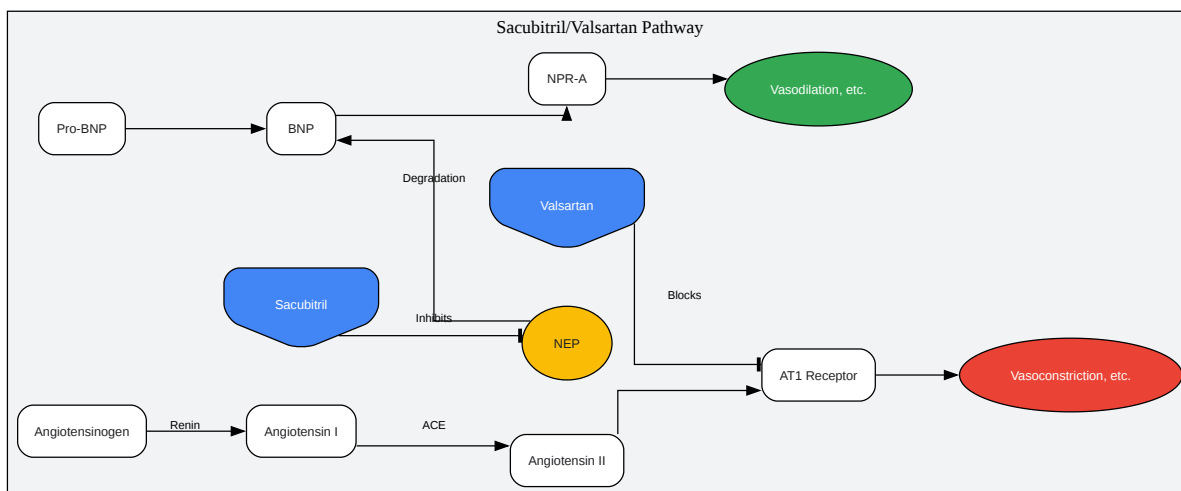 Sacubitril/Valsartan Pathway
NPR-A
Vasodilation, etc.
Pro-BNP
BNP
Degradation
Valsartan
Sacubitril
Inhibits
Blocks
NEP
AT1 Receptor
Vasoconstriction, etc.
Angiotensinogen
Renin
Angiotensin I
ACE
Angiotensin II